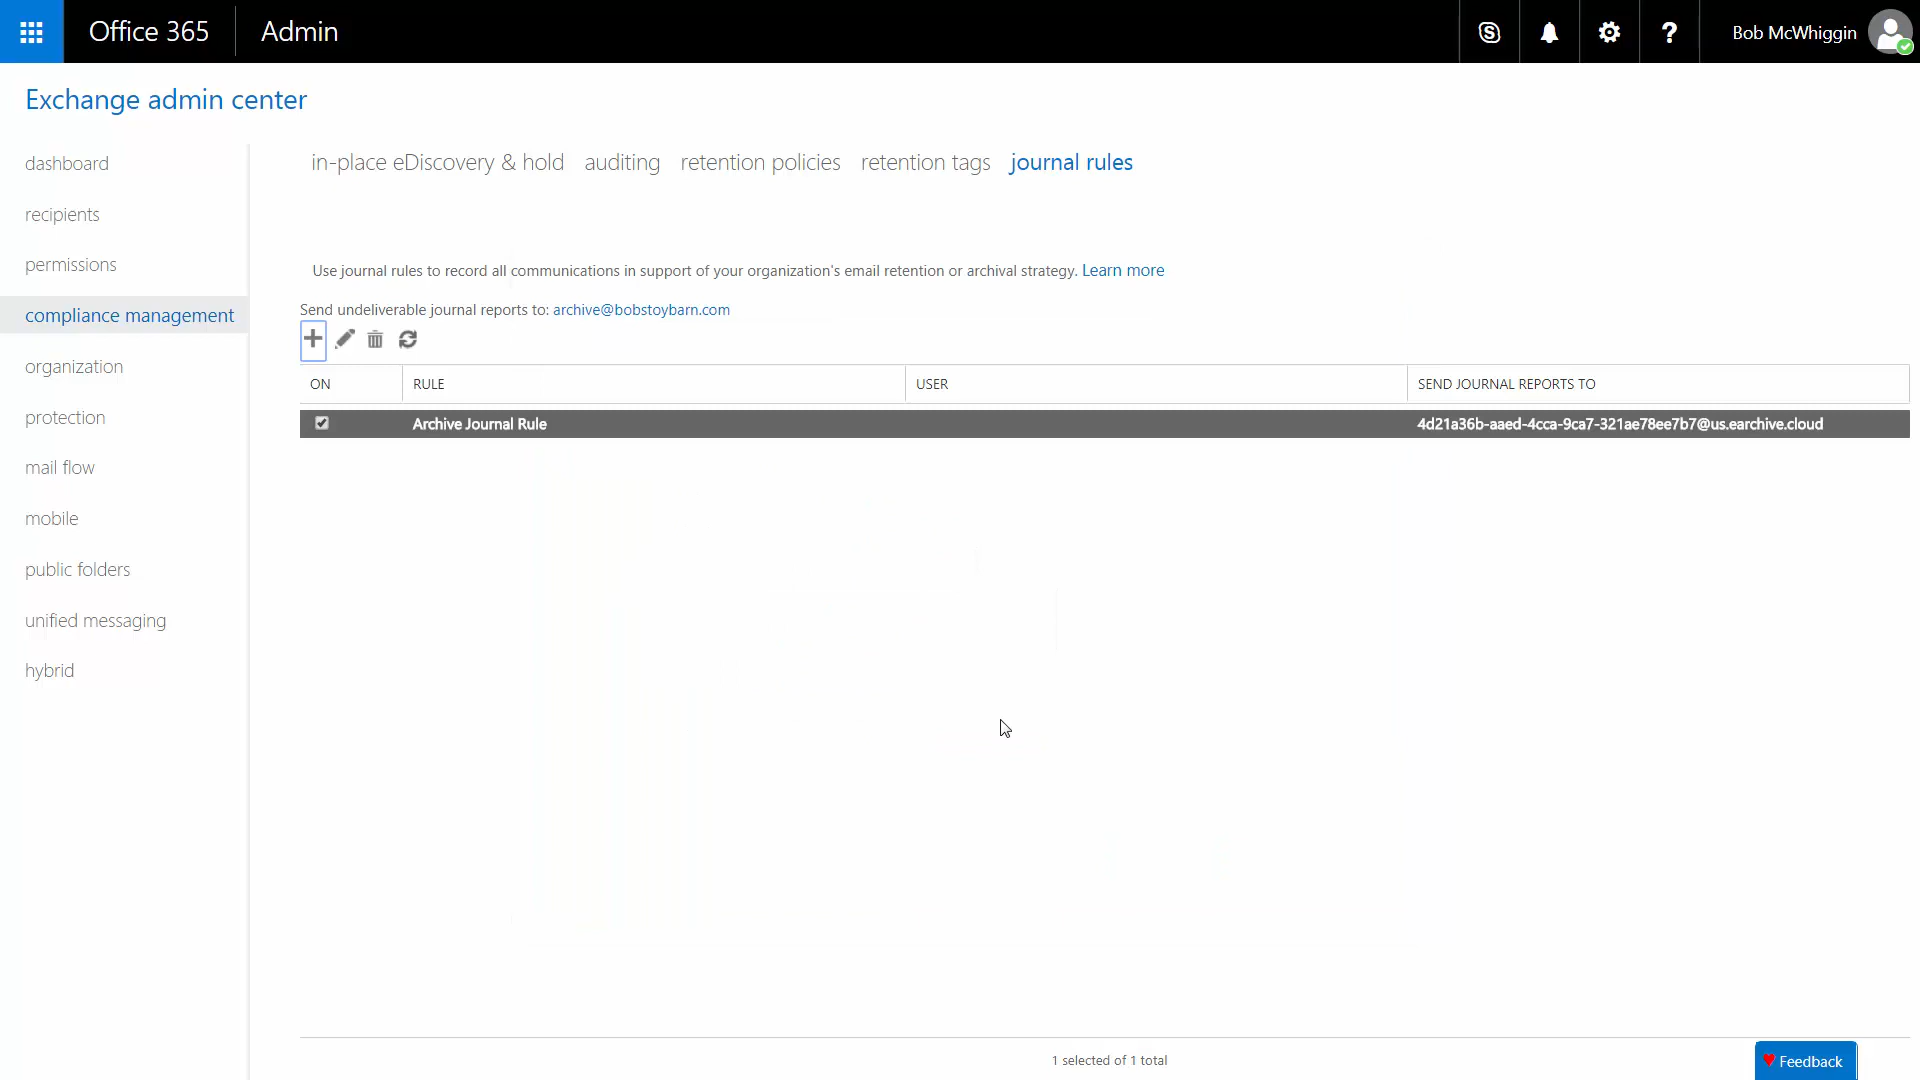 Office 365
Admin
Bob McWhiggin
Exchange admin center
dashboard
recipients
permissions
compliance management
organization
protection
mail flow
mobile
public folders
unified messaging
hybrid
in-place eDiscovery & hold auditing retention policies retention tags journal rules
Use journal rules to record all communications in support of your organization's email retention or archival strategy. Learn more
Send undeliverable journal reports to: archive@bobstoybarn.com
ON RULE USER SEND JOURNAL REPORTS TO
Archive Journal Rule 4d21a36b-aaed-4cca-9ca7-321ae78ee7b7@us.earchive.cloud
1 selected of 1 total
Feedback